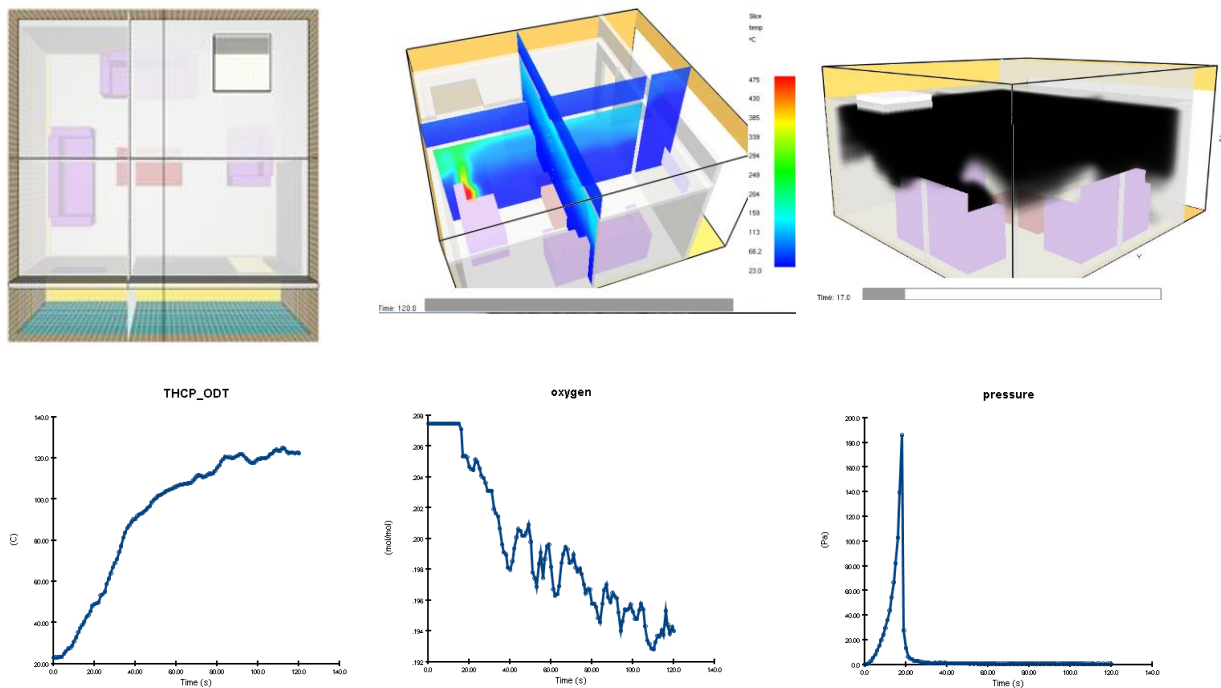 Slice
temp
°C
475
430
385
339
294
249
204
159
113
68.2
23.0
Time: 120.0
Y
Time: 17.0
THCP_ODT
140.0
120.0
100.0
80.00
60.00
40.00
20.00
(C)
0.0 20.00 40.00 60.00 80.00 100.0 120.0 140.0
Time (s)
oxygen
.208
.206
.204
.202
.200
.198
.196
.194
.192
(mol/mol)
0.0 20.00 40.00 60.00 80.00 100.0 120.0 140.0
Time (s)
pressure
200.0
180.0
160.0
140.0
120.0
100.0
80.00
60.00
40.00
20.00
0.0
(Pa)
0.0 20.00 40.00 60.00 80.00 100.0 120.0 140.0
Time (s)